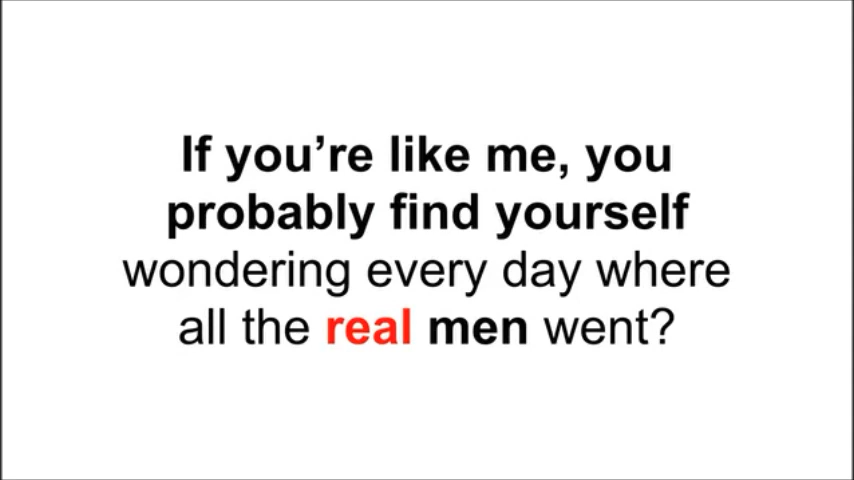 If you’re like me, you
probably find yourself
wondering every day where
all the real men went?